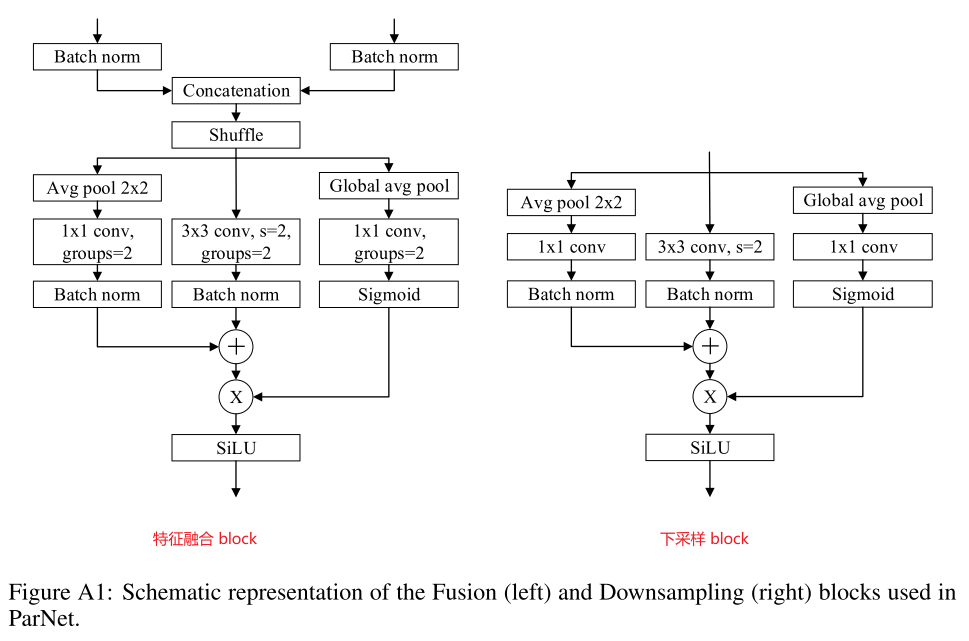 Batch norm
Batch norm
Concatenation
Shuffle
Avg pool 2x2
Global avg pool
1x1 conv,
groups=2
3x3 conv, s=2,
groups=2
1x1 conv,
groups=2
Batch norm
Batch norm
Sigmoid
+
X
SiLU
特征融合 block
Avg pool 2x2
Global avg pool
1x1 conv
3x3 conv, s=2
1x1 conv
Batch norm
Batch norm
Sigmoid
+
X
SiLU
下采样 block
Figure A1: Schematic representation of the Fusion (left) and Downsampling (right) blocks used in
ParNet.